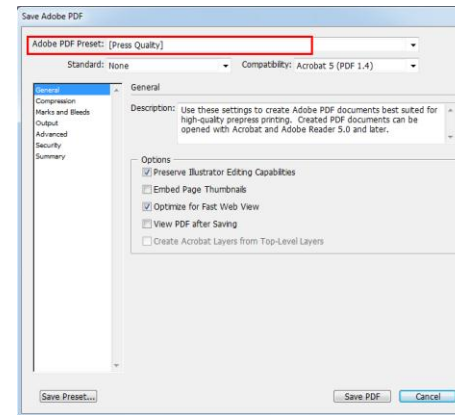 Save Adobe PDF
Adobe PDF Preset: [Press Quality]
Standard: None Compatibility: Acrobat 5 (PDF 1.4)
General
Compression
Marks and Bleeds
Output
Advanced
Security
Summary
General
Description: Use these settings to create Adobe PDF documents best suited for
high-quality prepress printing. Created PDF documents can be
opened with Acrobat and Adobe Reader 5.0 and later.
Options
Preserve Illustrator Editing Capabilities
Embed Page Thumbnails
Optimize for Fast Web View
View PDF after Saving
Create Acrobat Layers from Top-Level Layers
Save Preset... Save PDF Cancel